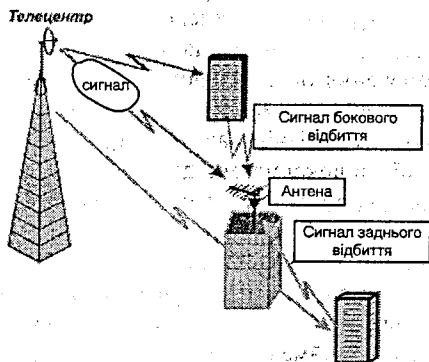 Телецентр
сигнал
Сигнал бокового
відбиття
Антена
Сигнал заднього
відбиття